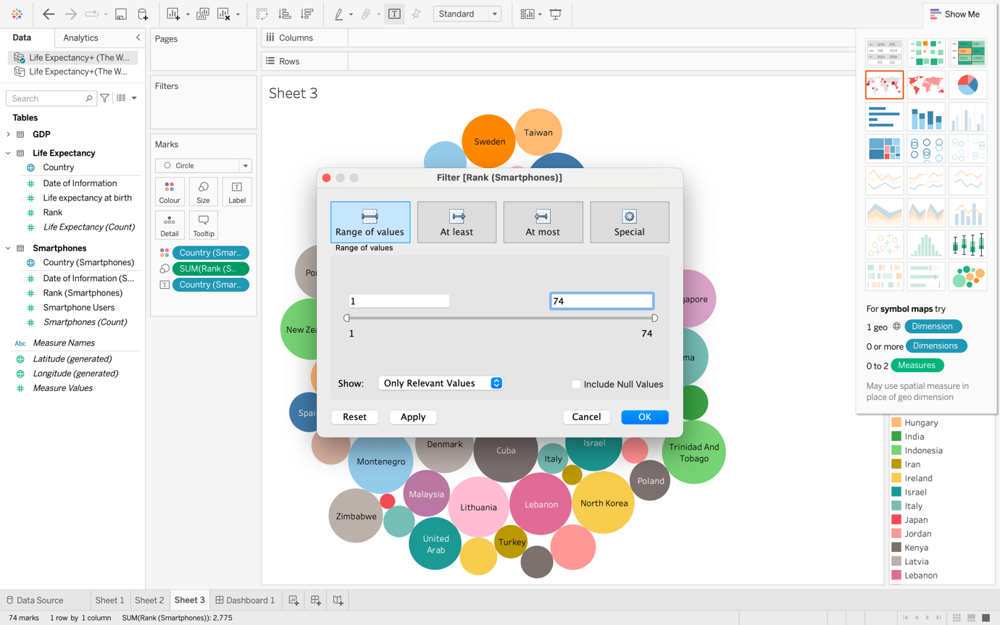 Standard
Show Me
Data
Analytics
Life Expectancy+ (The W...
Life Expectancy+(The W...
Search
Tables
GDP
Life Expectancy
Country
Date of Information
Life expectancy at birth
Rank
Life Expectancy (Count)
Smartphones
Country (Smartphones)
Date of Information (S...
Rank (Smartphones)
Smartphone Users
Smartphones (Count)
Abc Measure Names
Latitude (generated)
Longitude (generated)
Measure Values
Pages
Filters
Marks
Circle
Colour
Size
Label
Detail
Tooltip
Country (Smar..
SUM(Rank (S..
Country (Smar..
Columns
Rows
Sheet 3
Sweden
Taiwan
Filter [Rank (Smartphones)]
Range of values
At least
At most
Special
Range of values
1
74
1
74
Show:
Only Relevant Values
Include Null Values
Reset
Apply
Cancel
OK
New Zea
Spai
gapore
ma
Denmark
Cuba
Israel
Trinidad And
Tobago
Montenegro
Italy
Poland
Malaysia
Lithuania
Lebanon
North Korea
Zimbabwe
United
Arab
Turkey
For symbol maps try
1 geo Dimension
0 or more Dimensions
0 to 2 Measures
May use spatial measure in
place of geo dimension
Hungary
India
Indonesia
Iran
Ireland
Israel
Italy
Japan
Jordan
Kenya
Latvia
Lebanon
Data Source
Sheet 1
Sheet 2
Sheet 3
Dashboard 1
74 marks
1 row by 1 column
SUM(Rank (Smartphones)): 2,775